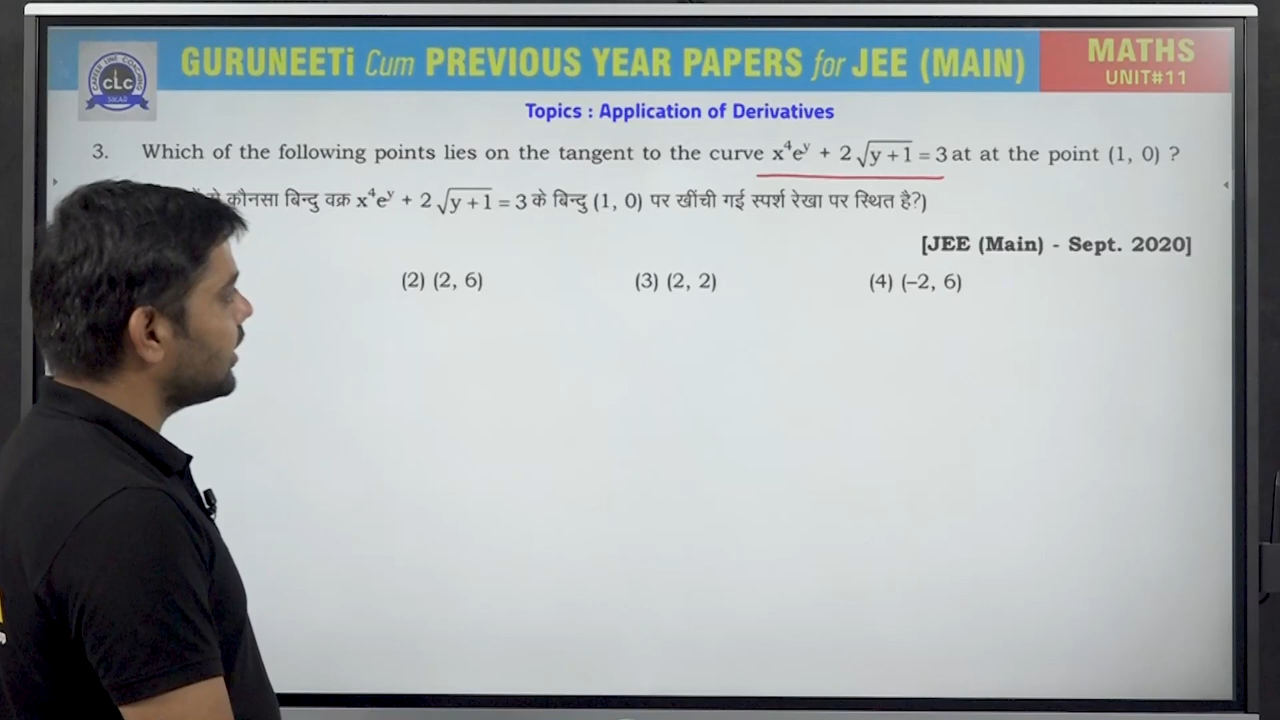 GURUNEETi Cum PREVIOUS YEAR PAPERS for JEE (MAIN)
MATHS
UNIT#11
CLC
Topics : Application of Derivatives
3. Which of the following points lies on the tangent to the curve x⁴eʸ + 2√(y+1) = 3 at at the point (1, 0) ?
कौनसा बिन्दु वक्र x⁴eʸ + 2√(y+1) = 3 के बिन्दु (1, 0) पर खींची गई स्पर्श रेखा पर स्थित है?)
[JEE (Main) - Sept. 2020]
(2) (2, 6) (3) (2, 2) (4) (–2, 6)